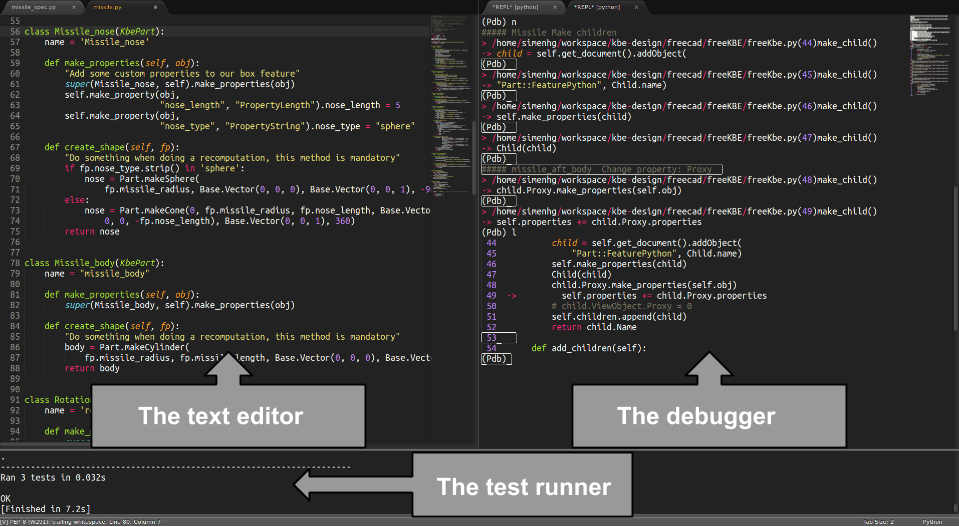 missile_spec.py × missile.py
*REPL* [python] × *REPL* [python] ×
55
56 class Missile_nose(KbePart):
57 name = 'Missile_nose'
58
59 def make_properties(self, obj):
60 "Add some custom properties to our box feature"
61 super(Missile_nose, self).make_properties(obj)
62 self.make_property(obj,
63 "nose_length", "PropertyLength").nose_length = 5
64 self.make_property(obj,
65 "nose_type", "PropertyString").nose_type = "sphere"
66
67 def create_shape(self, fp):
68 "Do something when doing a recomputation, this method is mandatory"
69 if fp.nose_type.strip() in 'sphere':
70 nose = Part.makeSphere(
71 fp.missile_radius, Base.Vector(0, 0, 0), Base.Vector(0, 0, 1), -9
72 else:
73 nose = Part.makeCone(0, fp.missile_radius, fp.nose_length, Base.Vecto
74 0, 0, -fp.nose_length), Base.Vector(0, 0, 1), 360)
75 return nose
76
77
78 class Missile_body(KbePart):
79 name = "missile_body"
80
81 def make_properties(self, obj):
82 super(Missile_body, self).make_properties(obj)
83
84 def create_shape(self, fp):
85 "Do something when doing a recomputation, this method is mandatory"
86 body = Part.makeCylinder(
87 fp.missile_radius, fp.missile_length, Base.Vector(0, 0, 0), Base.Vect
88 return body
89
90
91 class Rotation
92 name = 'r
93
94 def make_
The text editor
(Pdb) n
##### Missile Make children
> /home/simenhg/workspace/kbe-design/freecad/freeKBE/freeKbe.py(44)make_child()
-> child = self.get_document().addObject(
(Pdb)
> /home/simenhg/workspace/kbe-design/freecad/freeKBE/freeKbe.py(45)make_child()
-> "Part::FeaturePython", Child.name)
(Pdb)
> /home/simenhg/workspace/kbe-design/freecad/freeKBE/freeKbe.py(46)make_child()
-> self.make_properties(child)
(Pdb)
> /home/simenhg/workspace/kbe-design/freecad/freeKBE/freeKbe.py(47)make_child()
-> Child(child)
(Pdb)
##### missile_aft_body Change property: Proxy
> /home/simenhg/workspace/kbe-design/freecad/freeKBE/freeKbe.py(48)make_child()
-> child.Proxy.make_properties(self.obj)
(Pdb)
> /home/simenhg/workspace/kbe-design/freecad/freeKBE/freeKbe.py(49)make_child()
-> self.properties += child.Proxy.properties
(Pdb) l
44 child = self.get_document().addObject(
45 "Part::FeaturePython", Child.name)
46 self.make_properties(child)
47 Child(child)
48 child.Proxy.make_properties(self.obj)
49 -> self.properties += child.Proxy.properties
50 # child.ViewObject.Proxy = 0
51 self.children.append(child)
52 return child.Name
53
54 def add_children(self):
(Pdb)
The debugger
.
----------------------------------------------------------------------
Ran 3 tests in 0.032s
OK
[Finished in 7.2s]
The test runner
[V] PEP 8 (W291): trailing whitespace, Line 80, Column 7 Tab Size: 2 Python